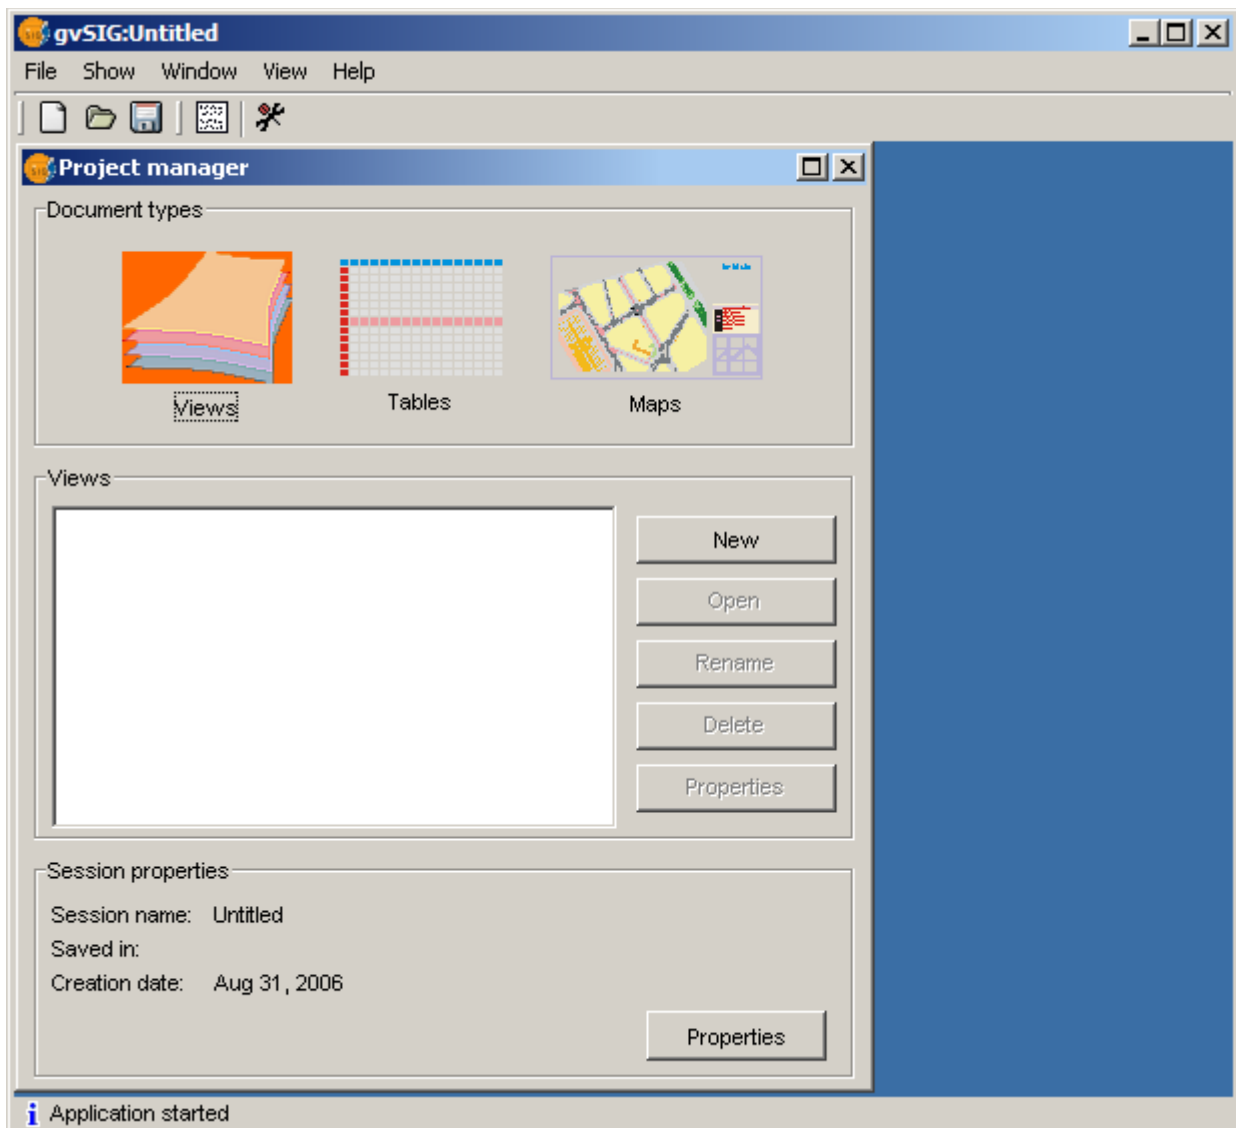 gvSIG:Untitled
File Show Window View Help
Project manager
Document types
Views Tables Maps
Views
New
Open
Rename
Delete
Properties
Session properties
Session name: Untitled
Saved in:
Creation date: Aug 31, 2006
Properties
Application started